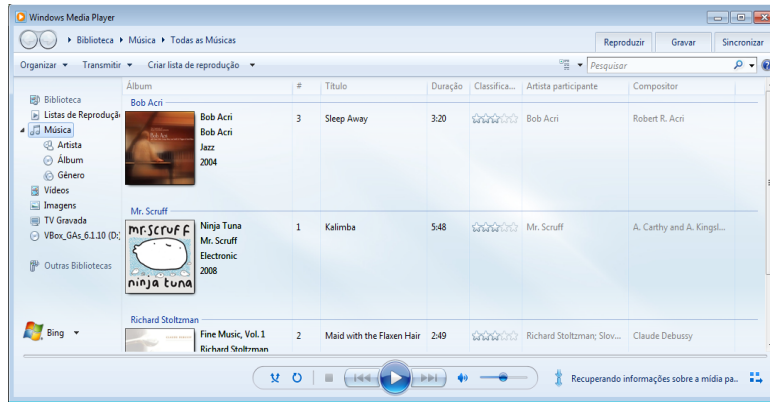 Windows Media Player
Biblioteca Música Todas as Músicas
Reproduzir Gravar Sincronizar
Organizar Transmitir Criar lista de reprodução Pesquisar
Álbum # Título Duração Classifica... Artista participante Compositor
Biblioteca
Listas de Reproduçã
Música
Artista
Álbum
Gênero
Vídeos
Imagens
TV Gravada
VBox_GAs_6.1.10 (D:)
Outras Bibliotecas
Bing
Bob Acri
Bob Acri 3 Sleep Away 3:20 Bob Acri Robert R. Acri
Bob Acri
Jazz
2004
Mr. Scruff
mr.scruff
ninja tuna
Ninja Tuna 1 Kalimba 5:48 Mr. Scruff A. Carthy and A. Kingsl...
Mr. Scruff
Electronic
2008
Richard Stoltzman
Fine Music, Vol. 1 2 Maid with the Flaxen Hair 2:49 Richard Stoltzman; Slov... Claude Debussy
Richard Stoltzman
Recuperando informações sobre a mídia pa..